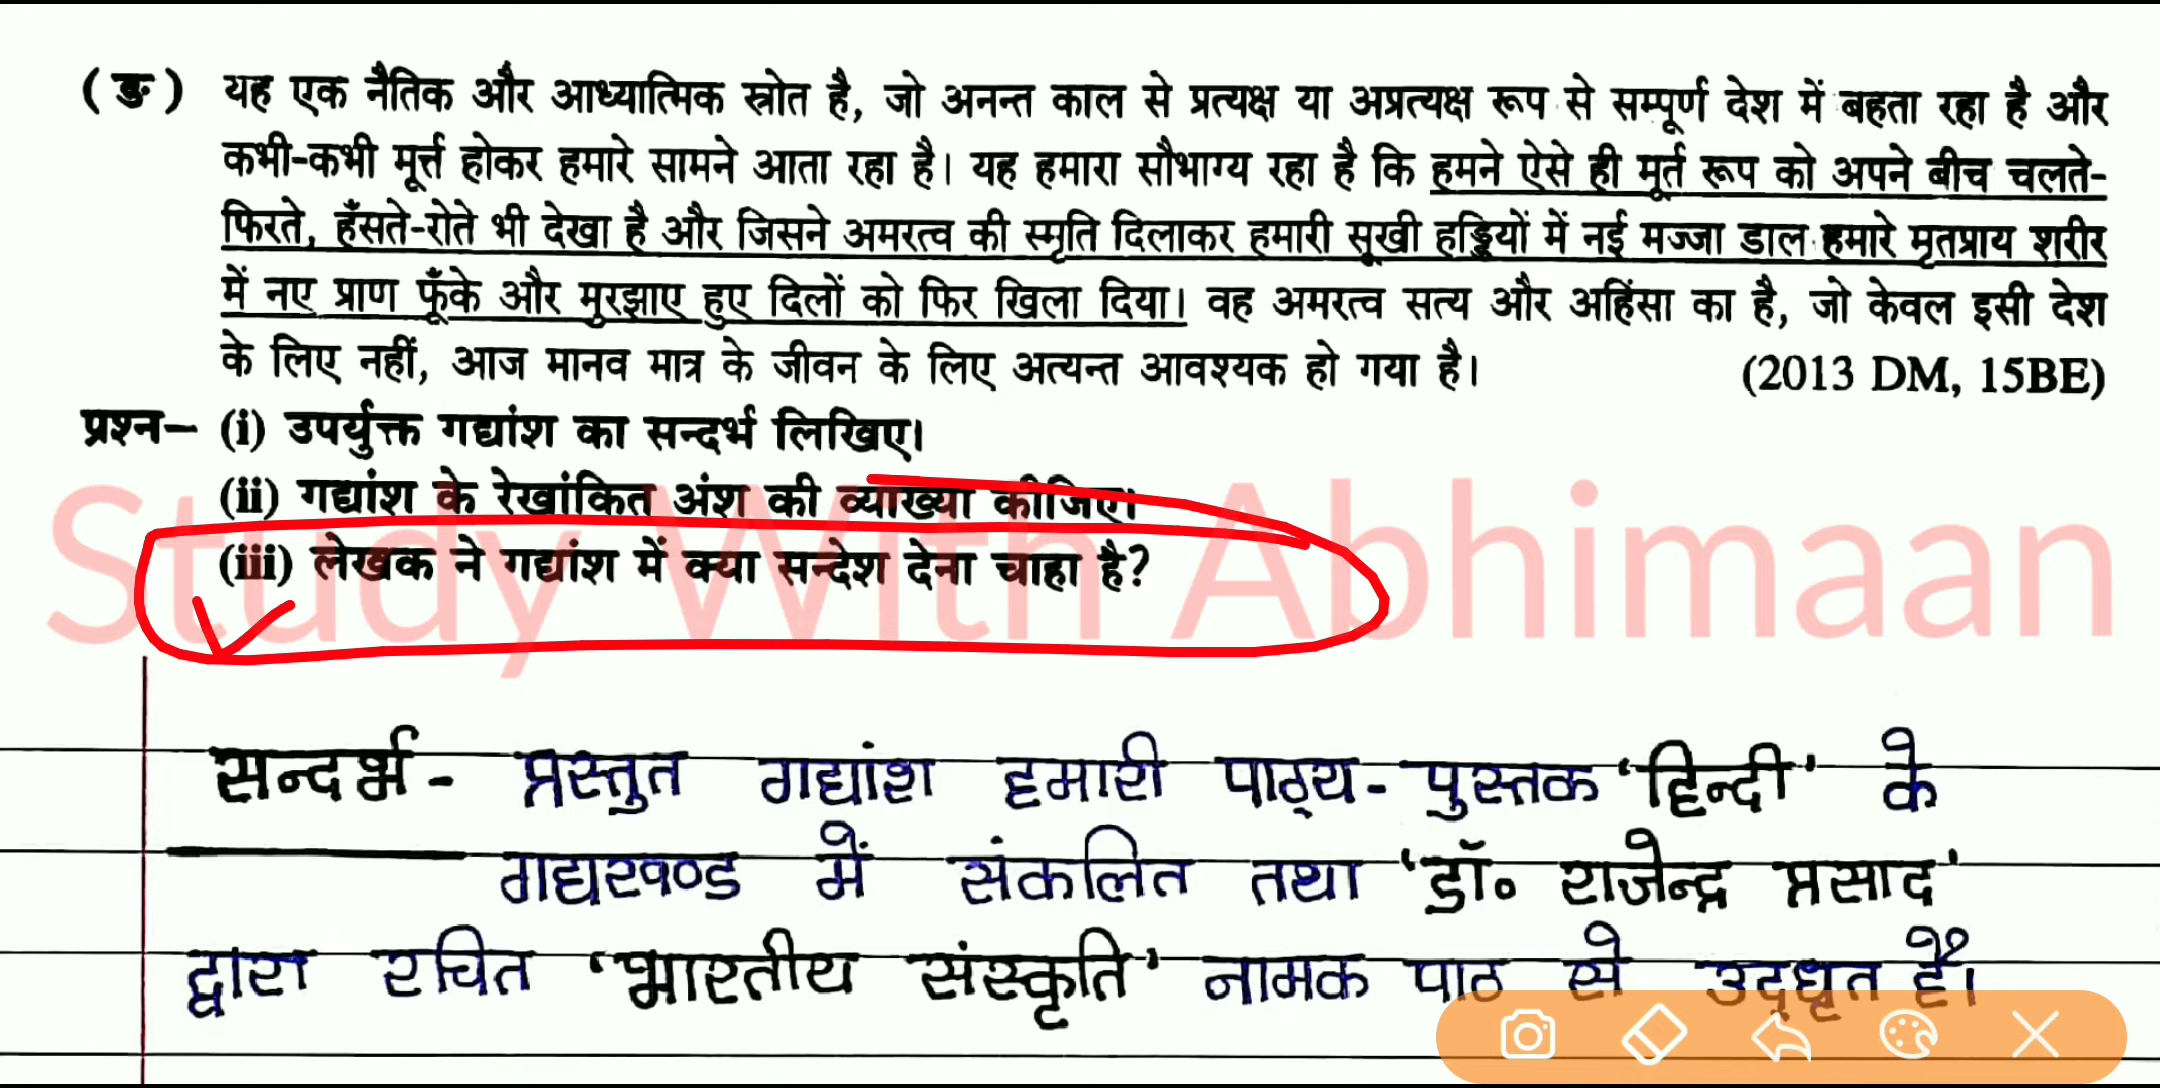 (ङ) यह एक नैतिक और आध्यात्मिक स्रोत है, जो अनन्त काल से प्रत्यक्ष या अप्रत्यक्ष रूप से सम्पूर्ण देश में बहता रहा है और
कभी-कभी मूर्त्त होकर हमारे सामने आता रहा है। यह हमारा सौभाग्य रहा है कि हमने ऐसे ही मूर्त रूप को अपने बीच चलते-
फिरते, हँसते-रोते भी देखा है और जिसने अमरत्व की स्मृति दिलाकर हमारी सूखी हड्डियों में नई मज्जा डाल हमारे मृतप्राय शरीर
में नए प्राण फूँके और मुरझाए हुए दिलों को फिर खिला दिया। वह अमरत्व सत्य और अहिंसा का है, जो केवल इसी देश
के लिए नहीं, आज मानव मात्र के जीवन के लिए अत्यन्त आवश्यक हो गया है। (2013 DM, 15BE)
प्रश्न– (i) उपर्युक्त गद्यांश का सन्दर्भ लिखिए।
(ii) गद्यांश के रेखांकित अंश की व्याख्या कीजिए।
(iii) लेखक ने गद्यांश में क्या सन्देश देना चाहा है?
Study With Abhimaan
सन्दर्भ - प्रस्तुत गद्यांश हमारी पाठ्य-पुस्तक 'हिन्दी' के
गद्यखण्ड में संकलित तथा 'डॉ० राजेन्द्र प्रसाद'
द्वारा रचित 'भारतीय संस्कृति' नामक पाठ से उद्धृत है।